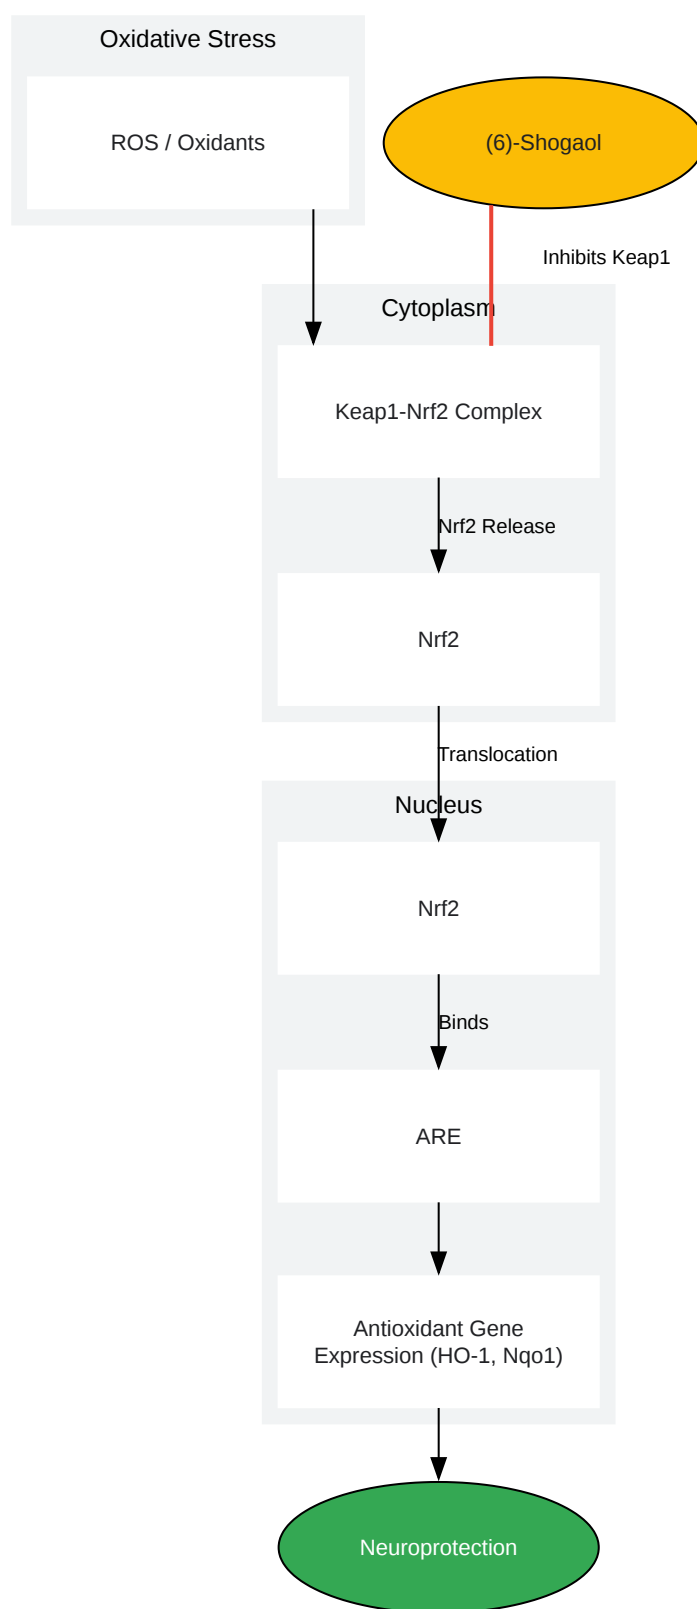 Oxidative Stress
ROS / Oxidants
(6)-Shogaol
Inhibits Keap1
Cytoplasm
Keap1-Nrf2 Complex
Nrf2 Release
Nrf2
Translocation
Nucleus
Nrf2
Binds
ARE
Antioxidant Gene
Expression (HO-1, Nqo1)
Neuroprotection